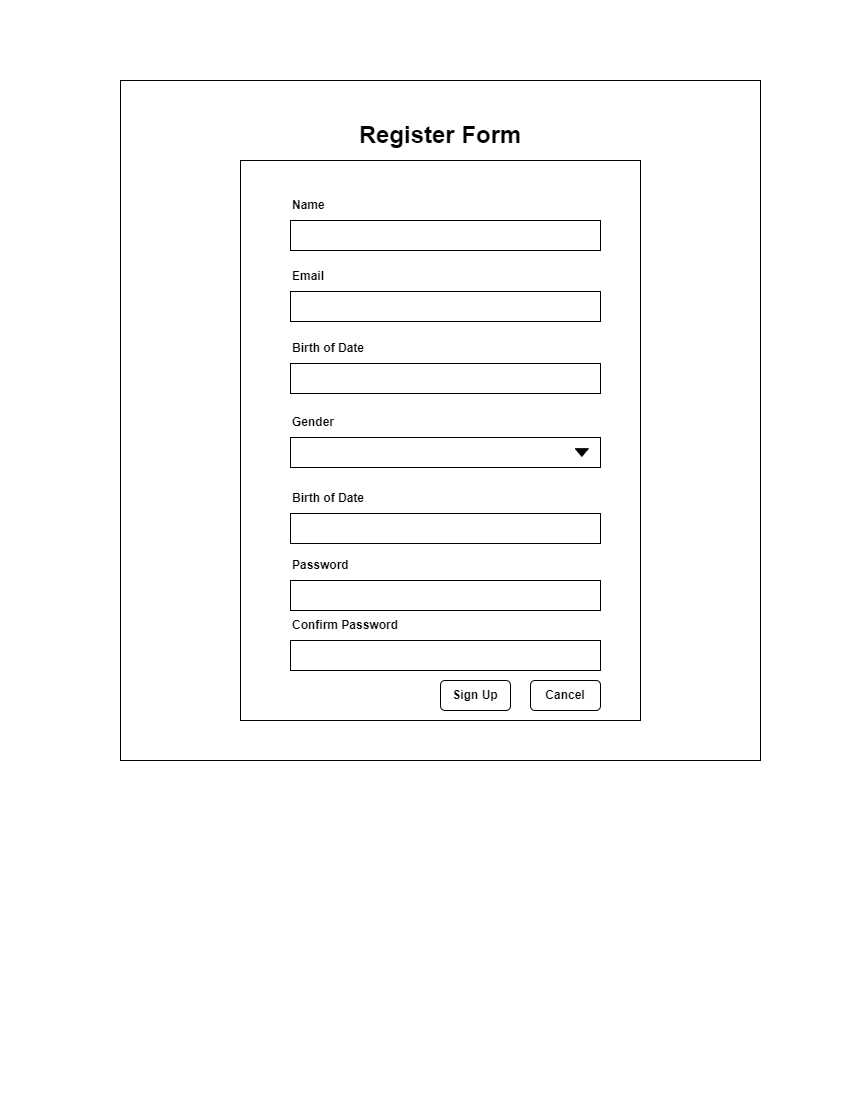 Register Form
Name
Email
Birth of Date
Gender
Birth of Date
Password
Confirm Password
Sign Up
Cancel